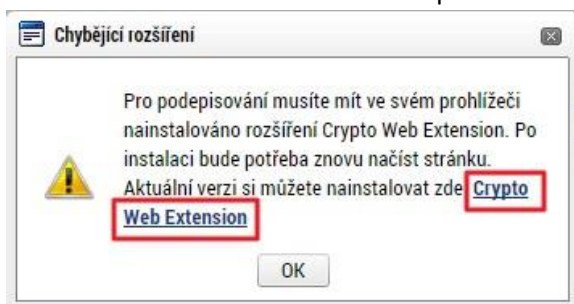 Chybějící rozšíření
Pro podepisování musíte mít ve svém prohlížeči
nainstalováno rozšíření Crypto Web Extension. Po
instalaci bude potřeba znovu načíst stránku.
Aktuální verzi si můžete nainstalovat zde Crypto
Web Extension
OK